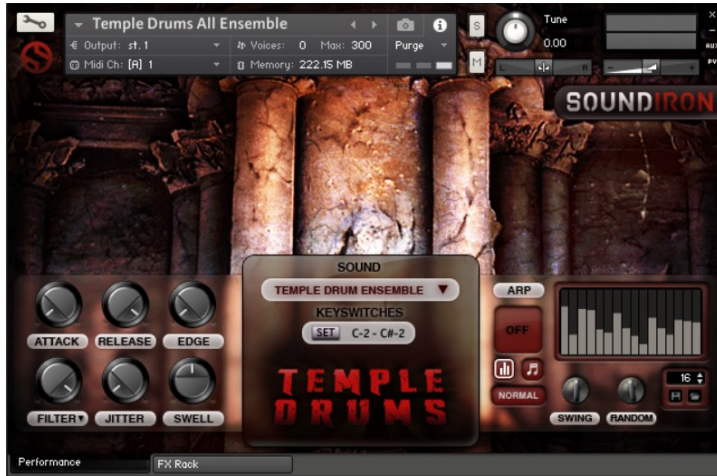 Temple Drums All Ensemble
Output: st. 1
Voices: 0 Max: 300 Purge
Midi Ch: [A] 1
Memory: 222.15 MB
S
M
Tune
0.00
L R
- +
×
-
AUX
PV
SOUNDIRON
SOUND
TEMPLE DRUM ENSEMBLE
KEYSWITCHES
SET C-2 - C#-2
TEMPLE
DRUMS
ATTACK RELEASE EDGE
FILTER JITTER SWELL
ARP
OFF
NORMAL
16
SWING RANDOM
Performance
FX Rack